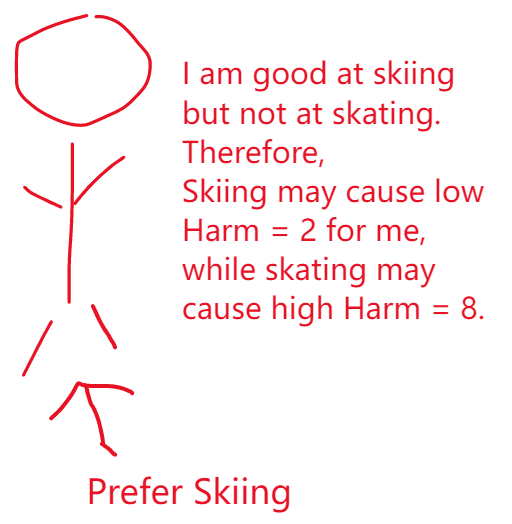 I am good at skiing
but not at skating.
Therefore,
Skiing may cause low
Harm = 2 for me,
while skating may
cause high Harm = 8.
Prefer Skiing